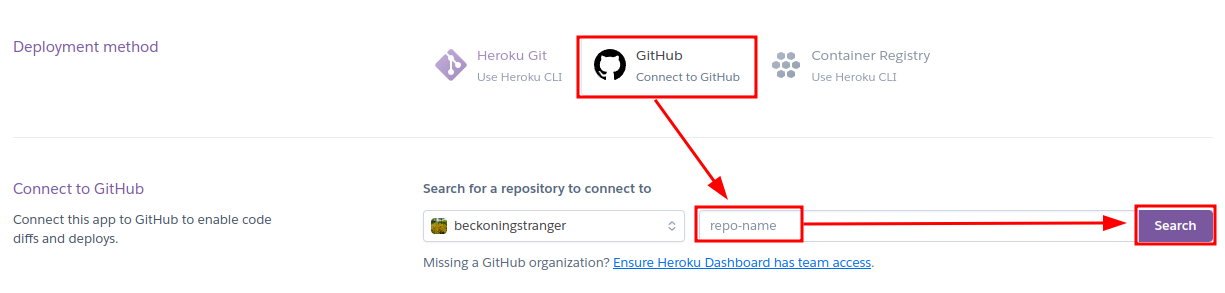 Deployment method
Heroku Git
Use Heroku CLI
GitHub
Connect to GitHub
Container Registry
Use Heroku CLI
Connect to GitHub
Connect this app to GitHub to enable code
diffs and deploys.
Search for a repository to connect to
beckoningstranger
repo-name
Search
Missing a GitHub organization? Ensure Heroku Dashboard has team access.